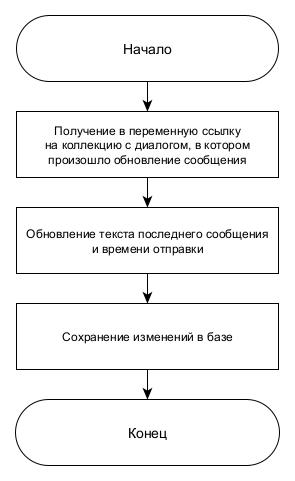 Начало
Получение в переменную ссылку
на коллекцию с диалогом, в котором
произошло обновление сообщения
Обновление текста последнего сообщения
и времени отправки
Сохранение изменений в базе
Конец